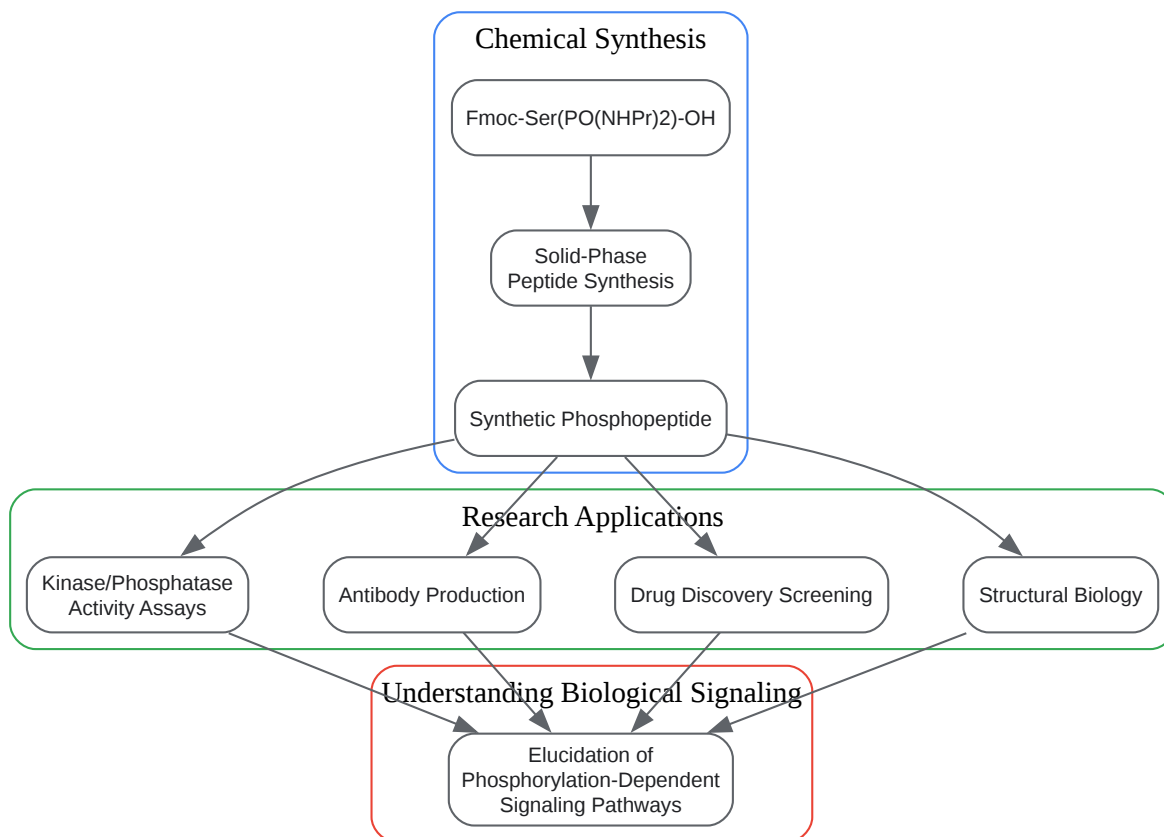 Chemical Synthesis
Fmoc-Ser(PO(NHPr)2)-OH
Solid-Phase
Peptide Synthesis
Synthetic Phosphopeptide
Research Applications
Kinase/Phosphatase
Activity Assays
Antibody Production
Drug Discovery Screening
Structural Biology
Understanding Biological Signaling
Elucidation of
Phosphorylation-Dependent
Signaling Pathways